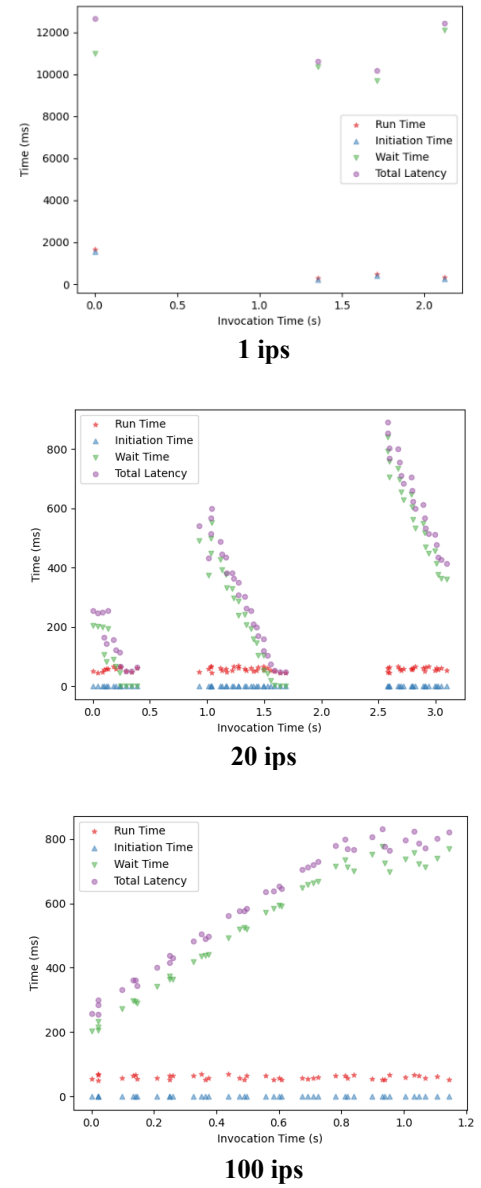 12000
10000
8000
6000
4000
2000
0
Time (ms)
Run Time
Initiation Time
Wait Time
Total Latency
0.0 0.5 1.0 1.5 2.0
Invocation Time (s)
1 ips
800
600
400
200
0
Time (ms)
Run Time
Initiation Time
Wait Time
Total Latency
0.0 0.5 1.0 1.5 2.0 2.5 3.0
Invocation Time (s)
20 ips
800
600
400
200
0
Time (ms)
Run Time
Initiation Time
Wait Time
Total Latency
0.0 0.2 0.4 0.6 0.8 1.0 1.2
Invocation Time (s)
100 ips